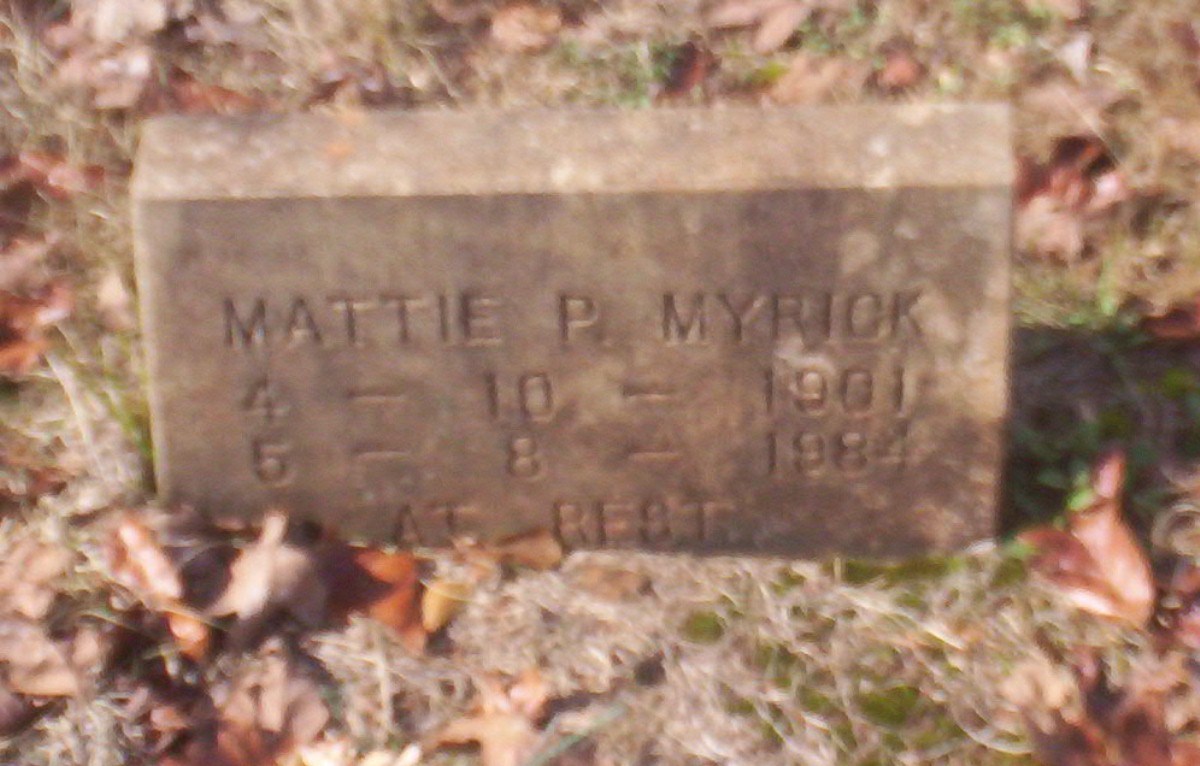 MATTIE P. MYRICK
4 - 10 - 1901
5 - 8 - 1984
AT REST